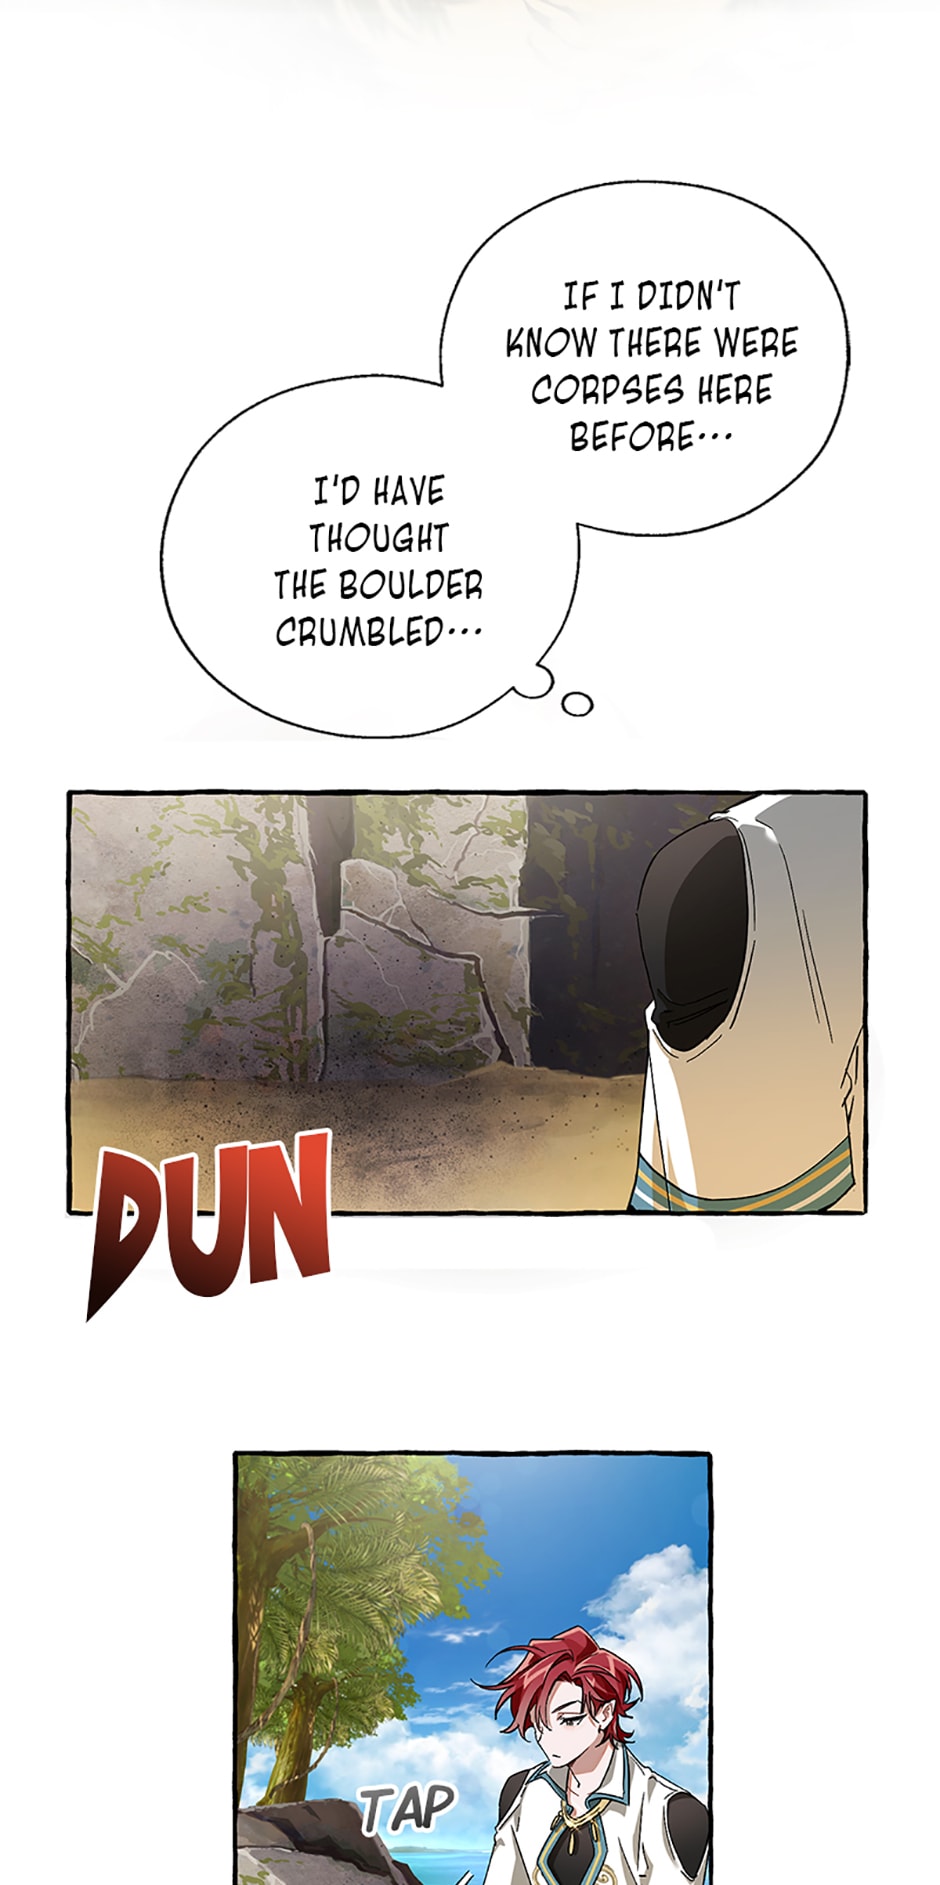 IF I DIDN'T
KNOW THERE WERE
CORPSES HERE
BEFORE...
I'D HAVE
THOUGHT
THE BOULDER
CRUMBLED...
DUN
TAP